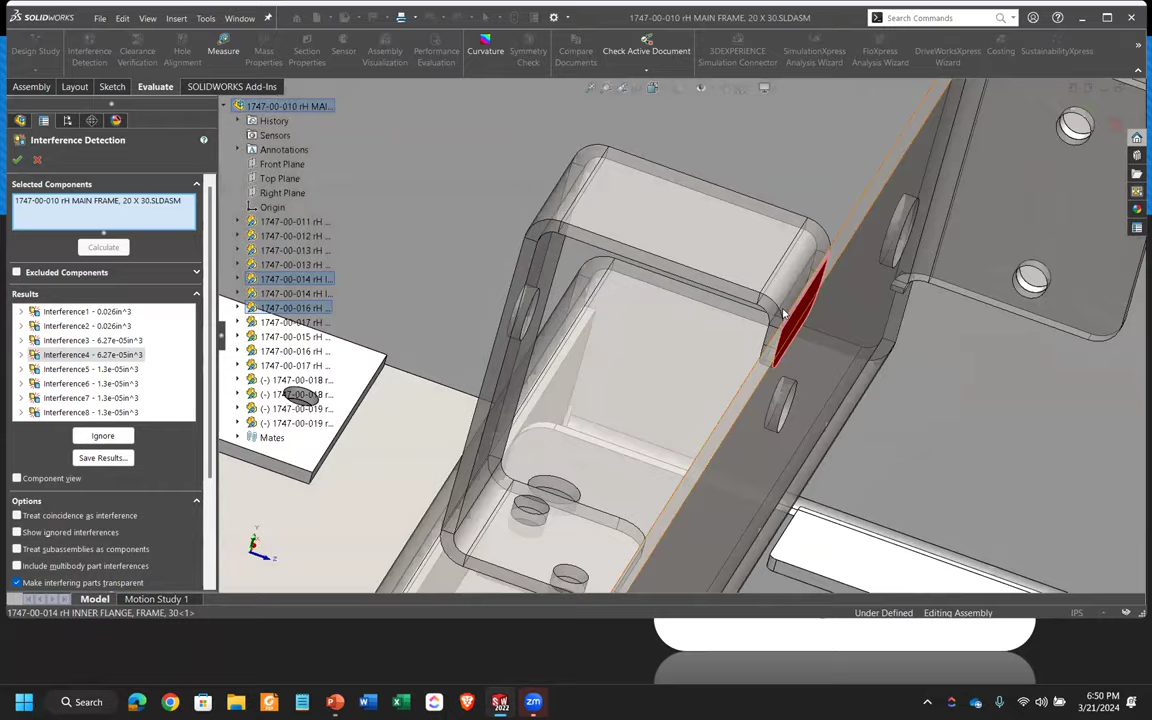 SOLIDWORKS File Edit View Insert Tools Window 1747-00-010 rH MAIN FRAME, 20 X 30.SLDASM Search Commands
Design Study Interference Detection Clearance Verification Hole Alignment Measure Mass Properties Section Properties Sensor Assembly Visualization Performance Evaluation Curvature Symmetry Check Compare Documents Check Active Document 3DEXPERIENCE Simulation Connector SimulationXpress Analysis Wizard FloXpress Analysis Wizard DriveWorksXpress Wizard Costing SustainabilityXpress
Assembly Layout Sketch Evaluate SOLIDWORKS Add-Ins
Interference Detection
Selected Components
1747-00-010 rH MAIN FRAME, 20 X 30.SLDASM
Calculate
Excluded Components
Results
Interference1 - 0.026in^3
Interference2 - 0.026in^3
Interference3 - 6.27e-05in^3
Interference4 - 6.27e-05in^3
Interference5 - 1.3e-05in^3
Interference6 - 1.3e-05in^3
Interference7 - 1.3e-05in^3
Interference8 - 1.3e-05in^3
Ignore
Save Results...
Component view
Options
Treat coincidence as interference
Show ignored interferences
Treat subassemblies as components
Include multibody part interferences
Make interfering parts transparent
1747-00-010 rH MAI...
History
Sensors
Annotations
Front Plane
Top Plane
Right Plane
Origin
1747-00-011 rH ...
1747-00-012 rH ...
1747-00-013 rH ...
1747-00-013 rH ...
1747-00-014 rH I...
1747-00-014 rH I...
1747-00-016 rH ...
1747-00-017 rH ...
1747-00-015 rH ...
1747-00-016 rH ...
1747-00-017 rH ...
(-) 1747-00-018 r...
(-) 1747-00-018 r...
(-) 1747-00-019 r...
(-) 1747-00-019 r...
Mates
Y
Z
Model Motion Study 1
1747-00-014 rH INNER FLANGE, FRAME, 30<1> Under Defined Editing Assembly IPS
Search
6:50 PM
3/21/2024